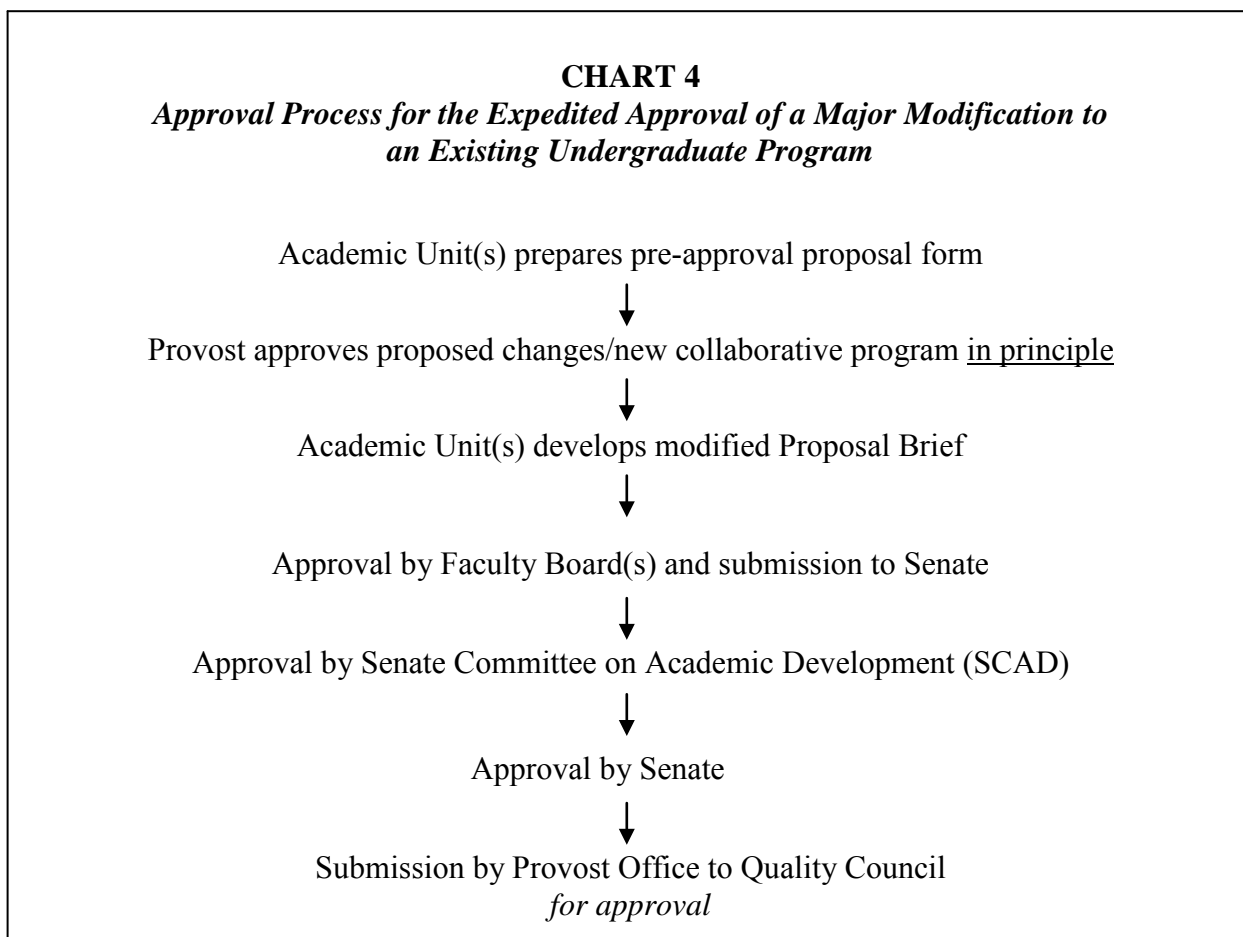 CHART 4
Approval Process for the Expedited Approval of a Major Modification to
an Existing Undergraduate Program
Academic Unit(s) prepares pre-approval proposal form
Provost approves proposed changes/new collaborative program in principle
Academic Unit(s) develops modified Proposal Brief
Approval by Faculty Board(s) and submission to Senate
Approval by Senate Committee on Academic Development (SCAD)
Approval by Senate
Submission by Provost Office to Quality Council
for approval